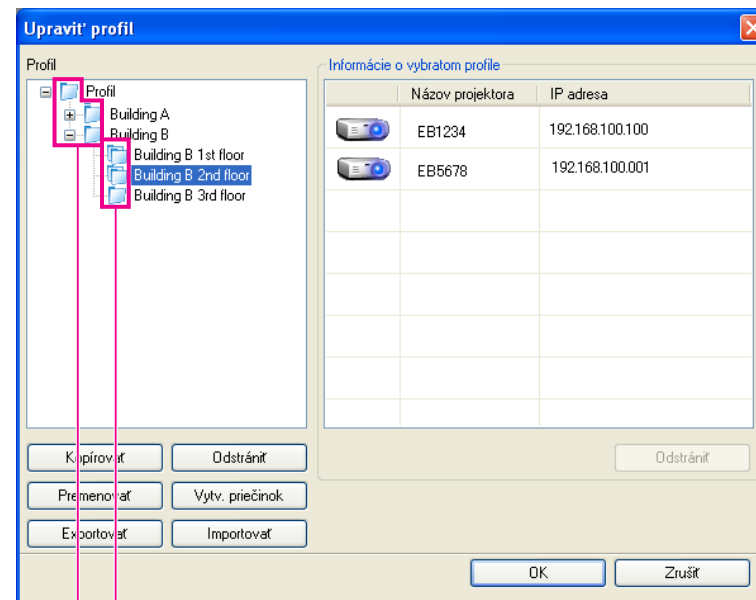 Upraviť profil
Profil
Profil
Building A
Building B
Building B 1st floor
Building B 2nd floor
Building B 3rd floor
Informácie o vybratom profile
Názov projektora IP adresa
EB1234 192.168.100.100
EB5678 192.168.100.001
Kopírovať Odstrániť
Odstrániť
Premenovať Vytv. priečinok
Exportovať Importovať
OK Zrušiť